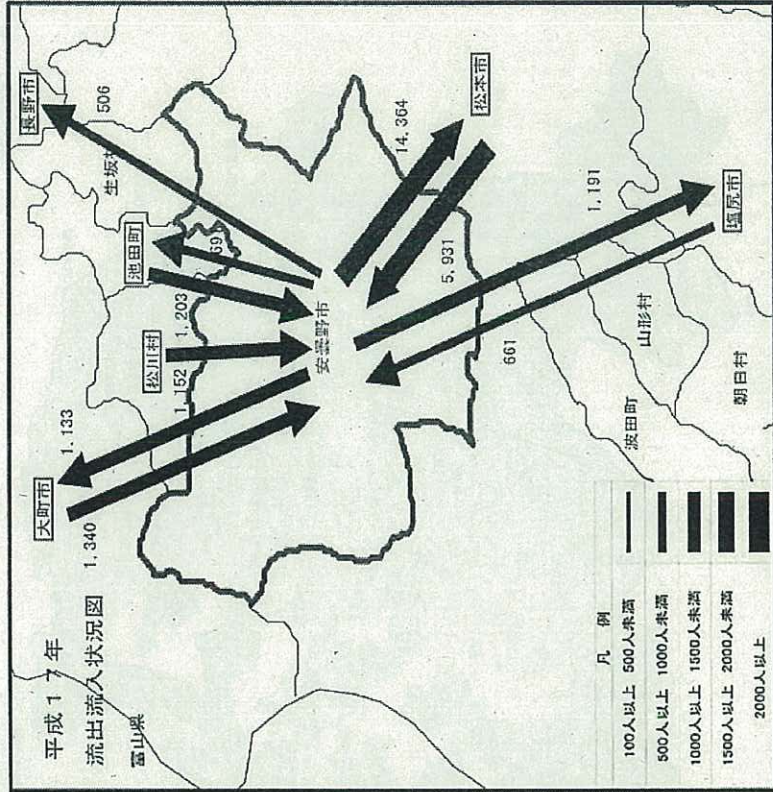 平成17年
流出流入状況図
富山県
大町市
1,340
1,133
松川村
1,152
池田町
1,203
69
長野市
506
生坂村
安曇野市
14,364
松本市
5,931
1,191
塩尻市
661
波田町
山形村
朝日村
凡例
100人以上 500人未満
500人以上 1000人未満
1000人以上 1500人未満
1500人以上 2000人未満
2000人以上